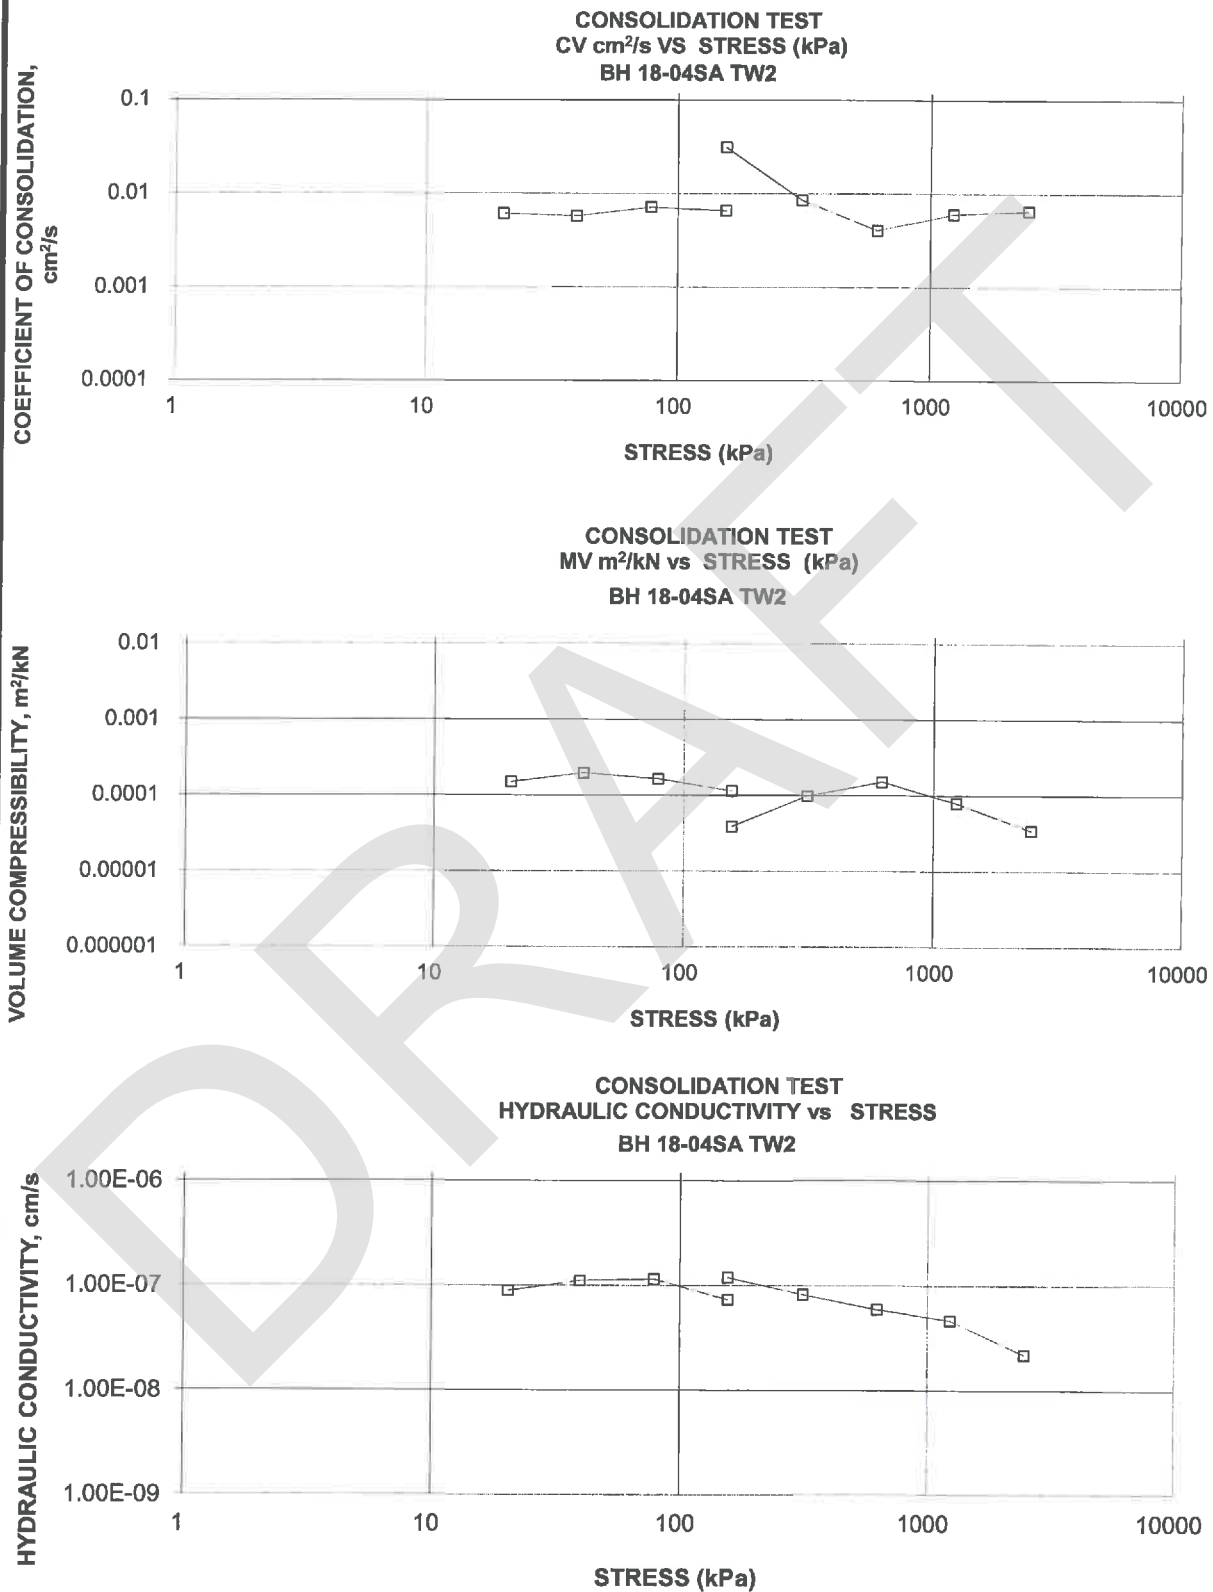 CONSOLIDATION TEST
CV cm²/s VS STRESS (kPa)
BH 18-04SA TW2
COEFFICIENT OF CONSOLIDATION,
cm²/s
0.1
0.01
0.001
0.0001
1 10 100 1000 10000
STRESS (kPa)
CONSOLIDATION TEST
MV m²/kN vs STRESS (kPa)
BH 18-04SA TW2
VOLUME COMPRESSIBILITY, m²/kN
0.01
0.001
0.0001
0.00001
0.000001
1 10 100 1000 10000
STRESS (kPa)
CONSOLIDATION TEST
HYDRAULIC CONDUCTIVITY vs STRESS
BH 18-04SA TW2
HYDRAULIC CONDUCTIVITY, cm/s
1.00E-06
1.00E-07
1.00E-08
1.00E-09
1 10 100 1000 10000
STRESS (kPa)
DRAFT